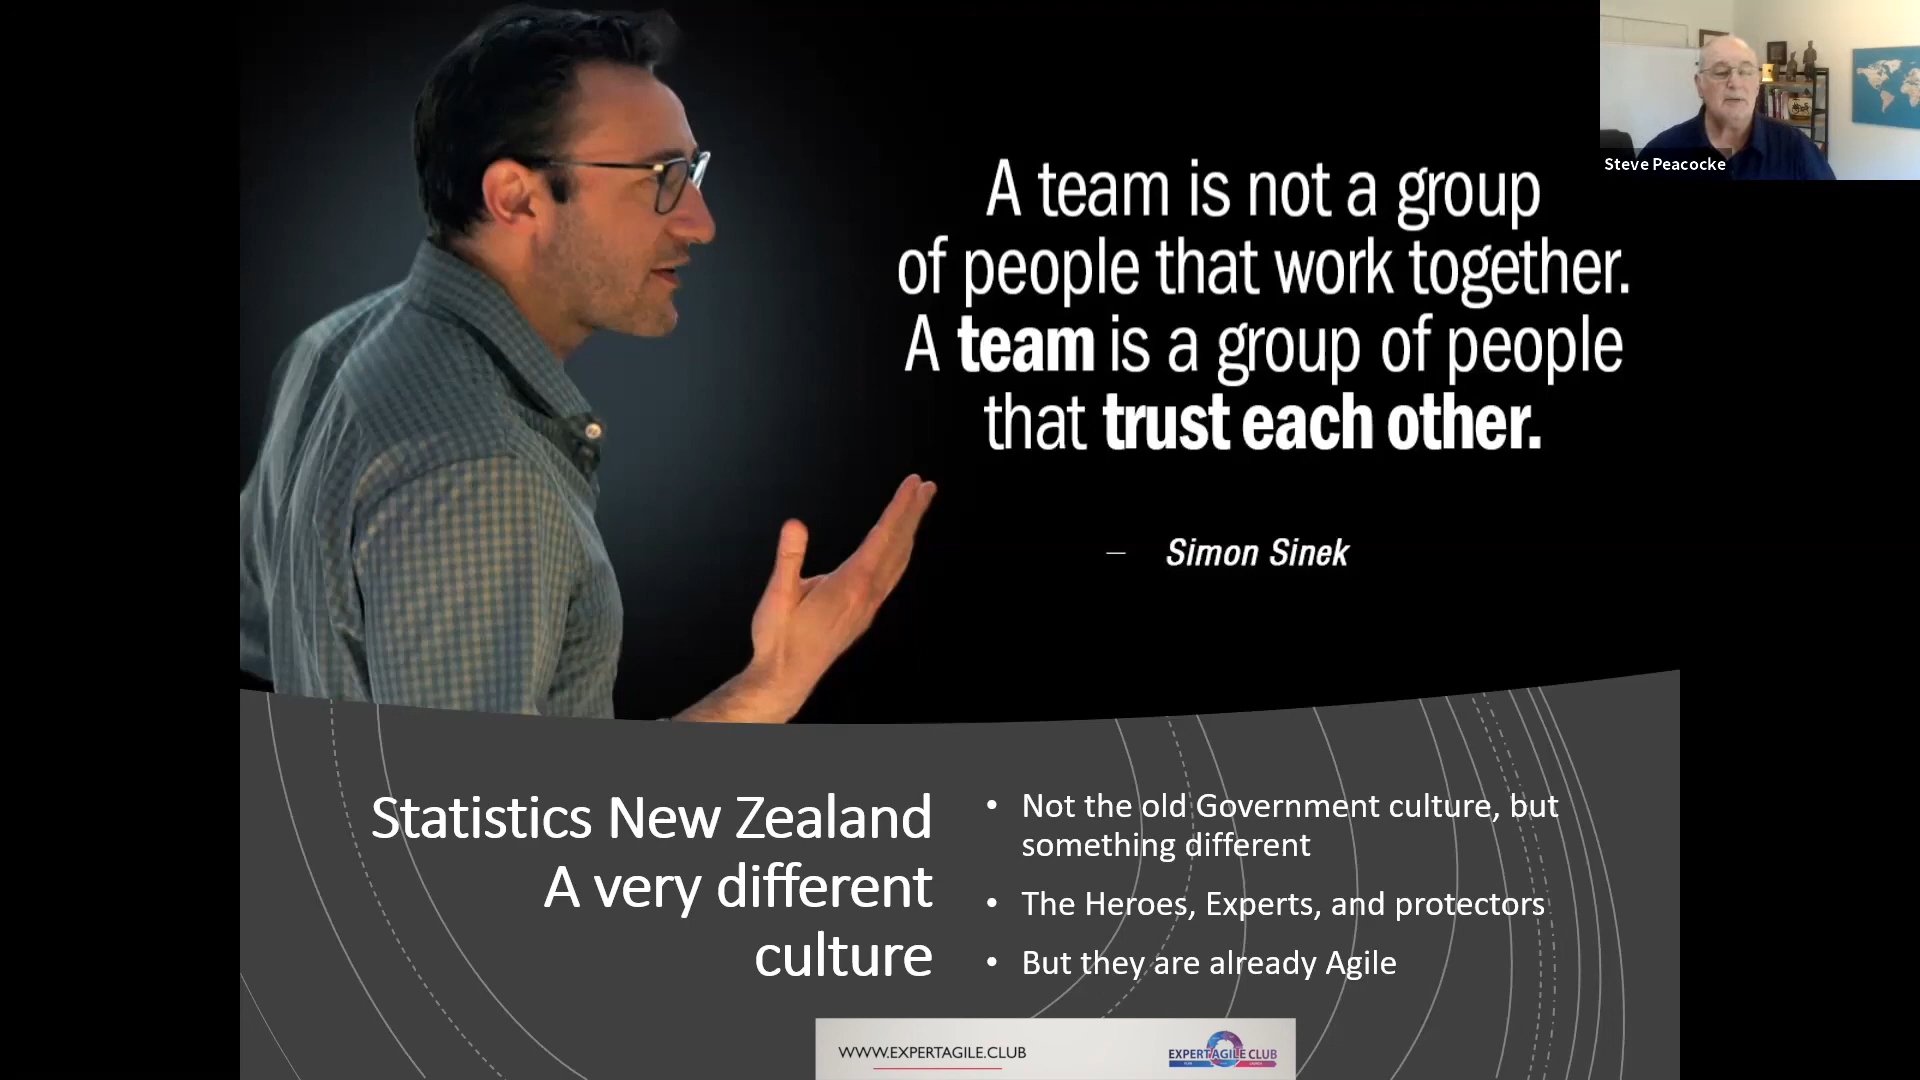 A team is not a group
of people that work together.
A team is a group of people
that trust each other.
– Simon Sinek
Steve Peacocke
Statistics New Zealand
A very different
culture
• Not the old Government culture, but
something different
• The Heroes, Experts, and protectors
• But they are already Agile
WWW.EXPERTAGILE.CLUB
EXPERT AGILE CLUB